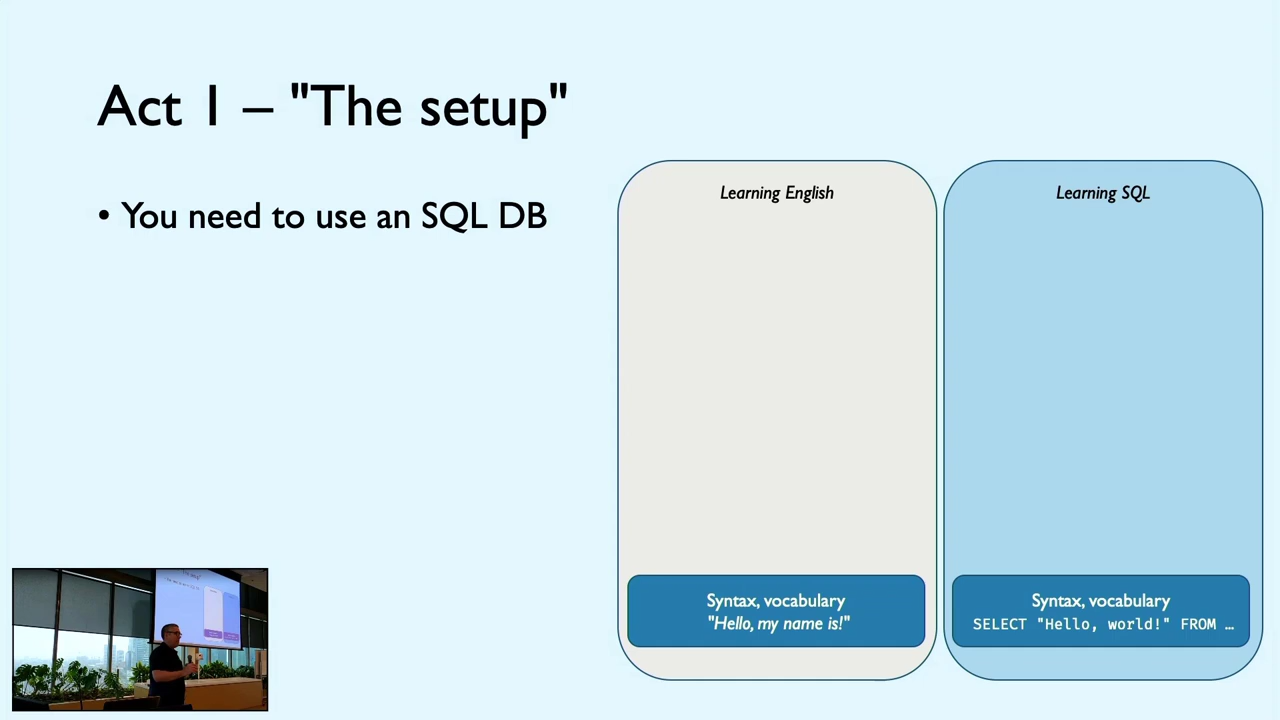 Act 1 – "The setup"
• You need to use an SQL DB
Learning English
Syntax, vocabulary
"Hello, my name is!"
Learning SQL
Syntax, vocabulary
SELECT "Hello, world!" FROM …